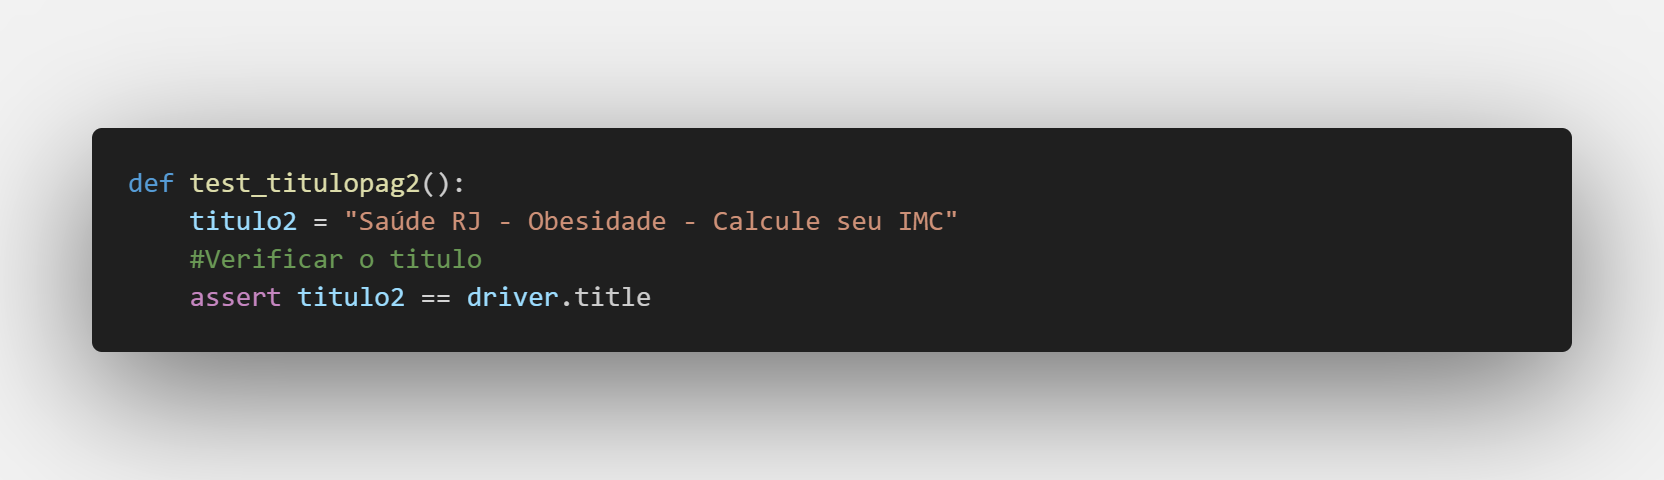 def test_titulopag2():
    titulo2 = "Saúde RJ - Obesidade - Calcule seu IMC"
    #Verificar o titulo
    assert titulo2 == driver.title